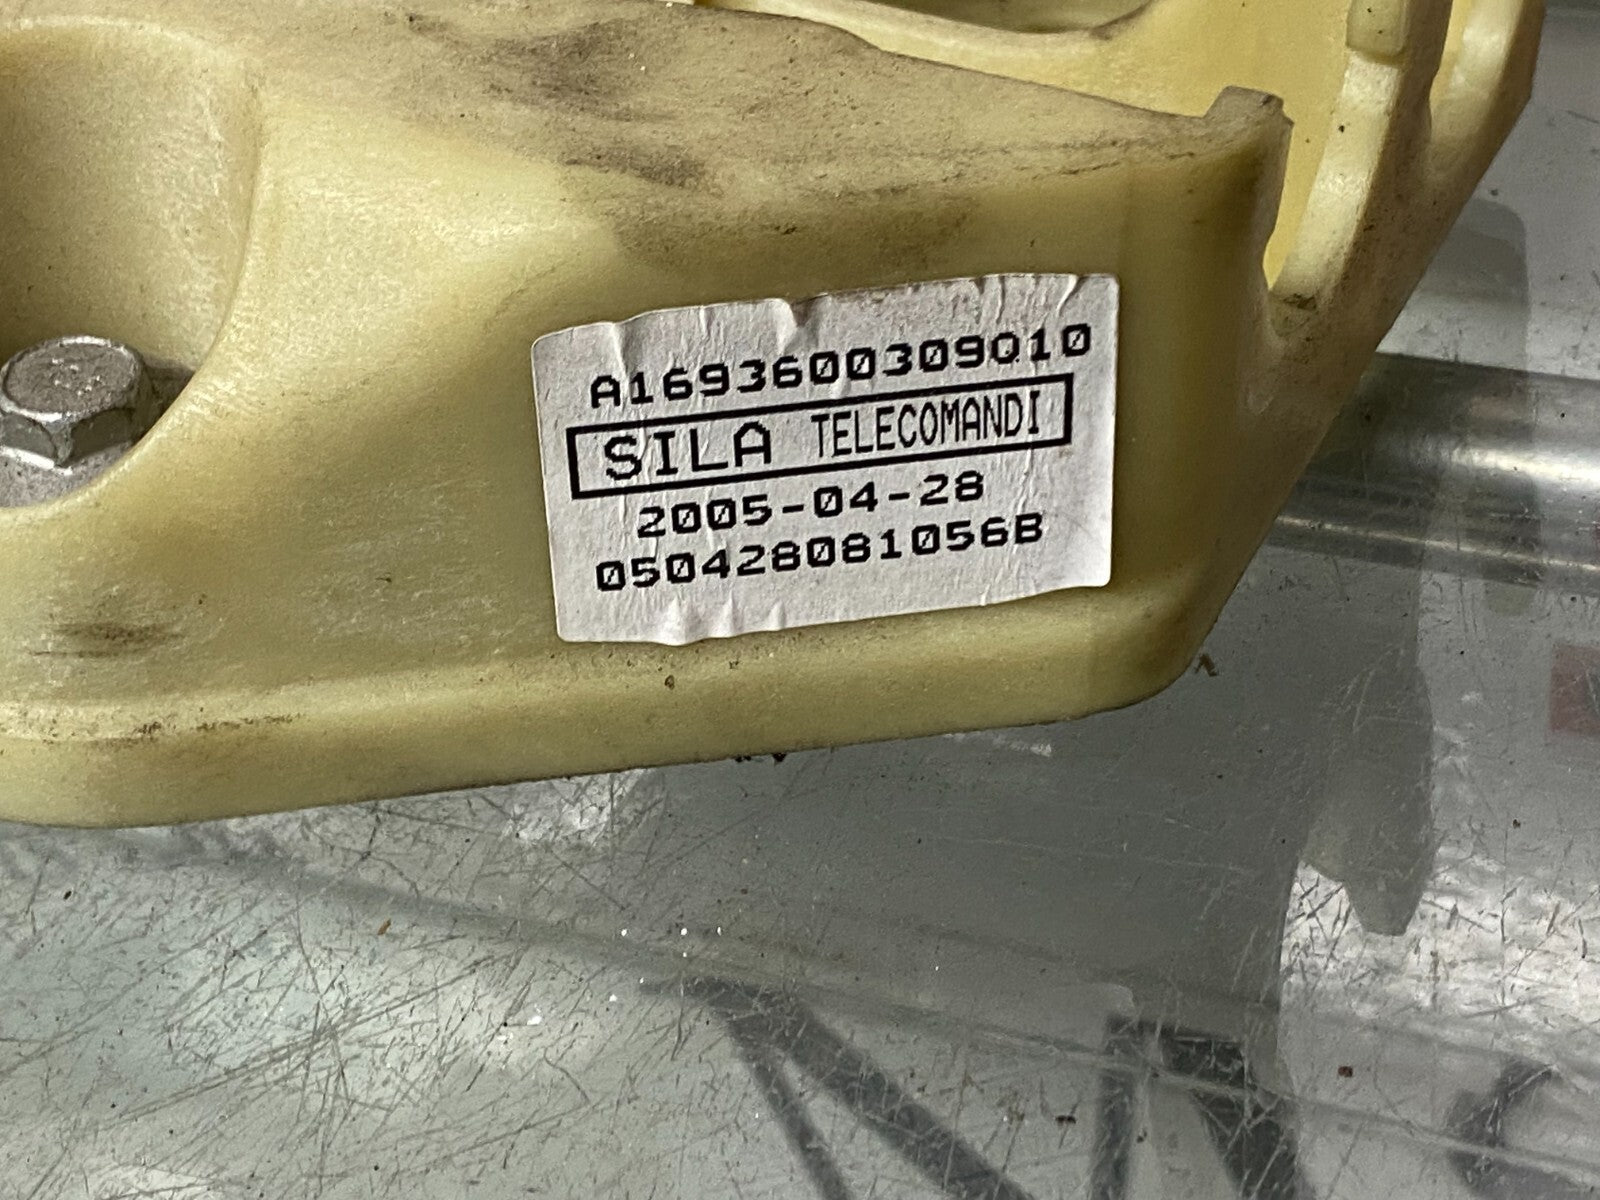 A1693600309Q10
SILA TELECOMANDI
2005-04-28
050428081056B